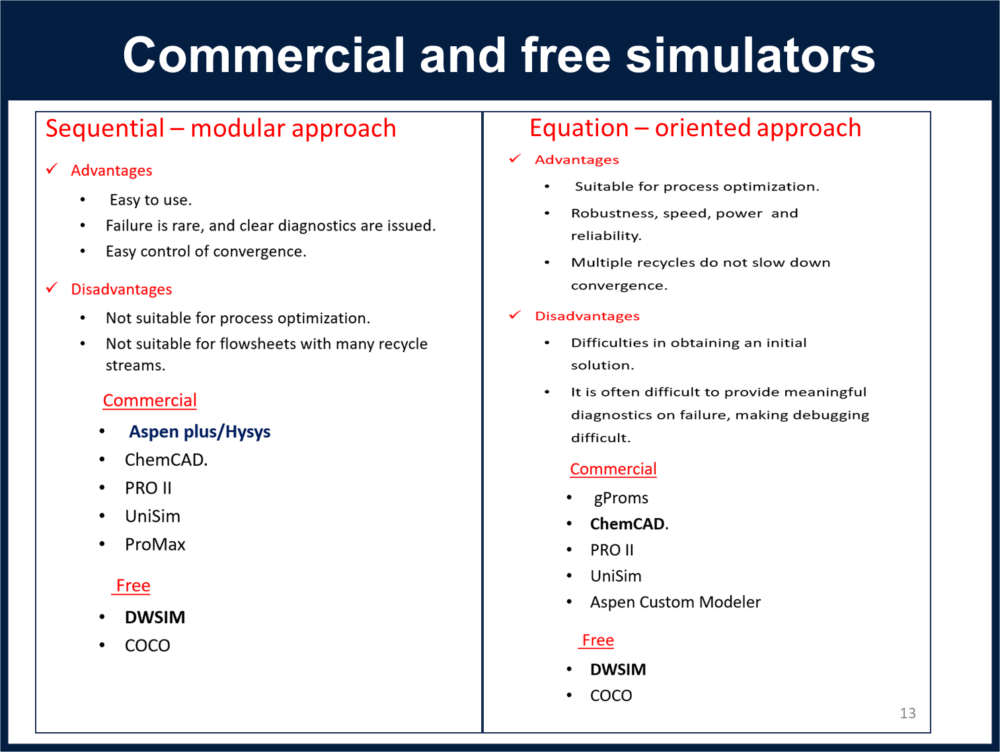 Commercial and free simulators
Sequential – modular approach
✓ Advantages
• Easy to use.
• Failure is rare, and clear diagnostics are issued.
• Easy control of convergence.
✓ Disadvantages
• Not suitable for process optimization.
• Not suitable for flowsheets with many recycle
streams.
Commercial
• Aspen plus/Hysys
• ChemCAD.
• PRO II
• UniSim
• ProMax
Free
• DWSIM
• COCO
Equation – oriented approach
✓ Advantages
• Suitable for process optimization.
• Robustness, speed, power and
reliability.
• Multiple recycles do not slow down
convergence.
✓ Disadvantages
• Difficulties in obtaining an initial
solution.
• It is often difficult to provide meaningful
diagnostics on failure, making debugging
difficult.
Commercial
• gProms
• ChemCAD.
• PRO II
• UniSim
• Aspen Custom Modeler
Free
• DWSIM
• COCO
13